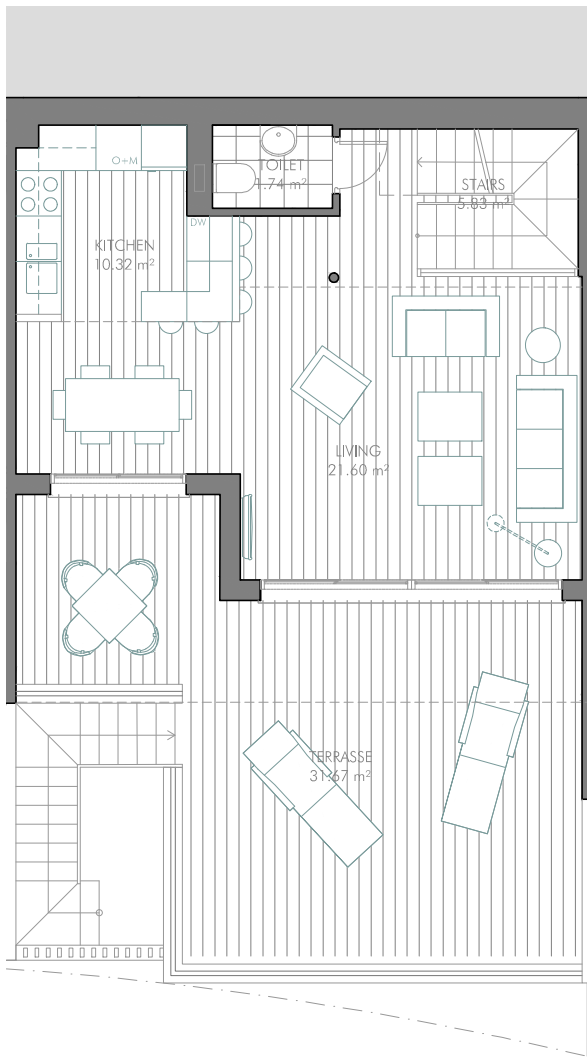 O+M
TOILET
1.74 m²
STAIRS
5.83 m²
DW
KITCHEN
10.32 m²
LIVING
21.60 m²
TERRASSE
31.67 m²